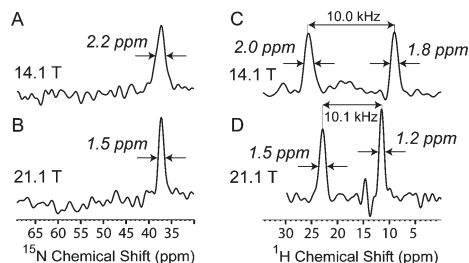 A
2.2 ppm
14.1 T
B
1.5 ppm
21.1 T
65 60 55 50 45 40 35
15N Chemical Shift (ppm)
C
10.0 kHz
2.0 ppm
1.8 ppm
14.1 T
10.1 kHz
D
1.2 ppm
1.5 ppm
21.1 T
30 25 20 15 10 5
1H Chemical Shift (ppm)